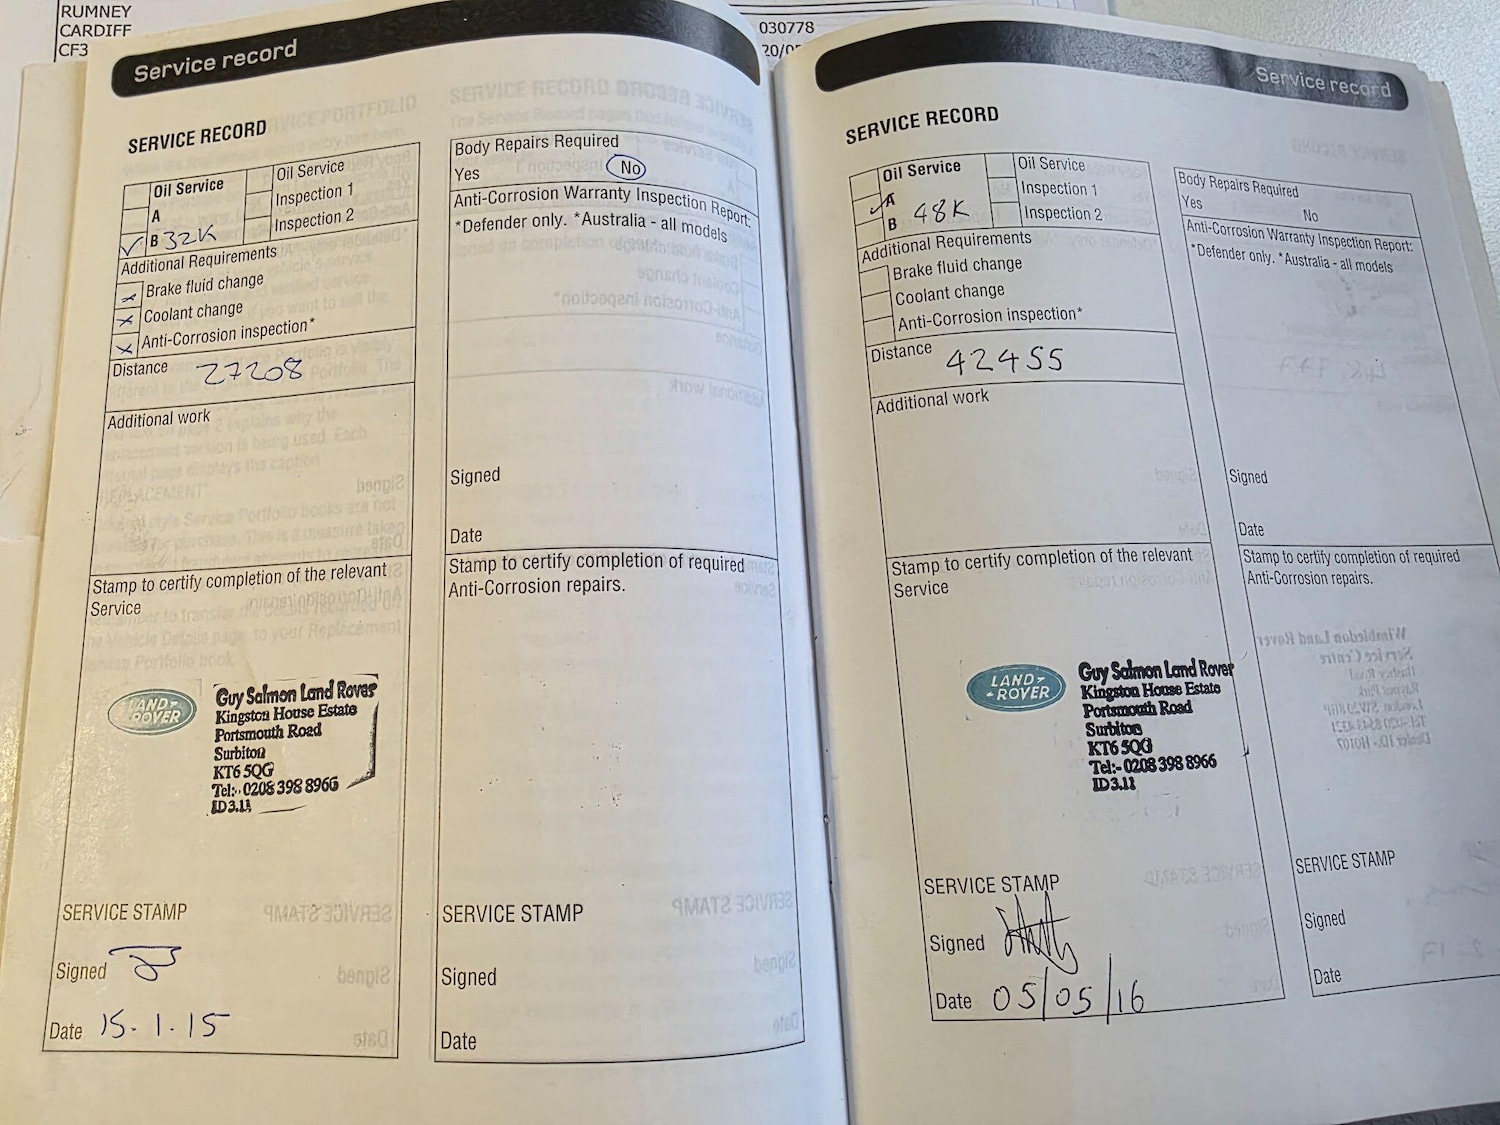 RUMNEY
CARDIFF
CF3
030778
Service record
SERVICE RECORD
Oil Service
A
B 32K
Oil Service
Inspection 1
Inspection 2
Additional Requirements
Brake fluid change
Coolant change
Anti-Corrosion inspection*
Distance 27208
Additional work
Stamp to certify completion of the relevant
Service
LAND-
-ROVER
Guy Salmon Land Rover
Kingston House Estate
Portsmouth Road
Surbiton
KT6 5QG
Tel:- 0208 398 8966
ID3.11
SERVICE STAMP
Signed
Date 15.1.15
Body Repairs Required
Yes No
Anti-Corrosion Warranty Inspection Report:
*Defender only. *Australia - all models
Signed
Date
Stamp to certify completion of required
Anti-Corrosion repairs.
SERVICE STAMP
Signed
Date
Service record
SERVICE RECORD
Oil Service
A
B 48K
Oil Service
Inspection 1
Inspection 2
Additional Requirements
Brake fluid change
Coolant change
Anti-Corrosion inspection*
Distance 42455
Additional work
Stamp to certify completion of the relevant
Service
LAND-
-ROVER
Guy Salmon Land Rover
Kingston House Estate
Portsmouth Road
Surbiton
KT6 5QG
Tel:- 0208 398 8966
ID3.11
SERVICE STAMP
Signed
Date 05/05/16
Body Repairs Required
Yes No
Anti-Corrosion Warranty Inspection Report:
*Defender only. *Australia - all models
Signed
Date
Stamp to certify completion of required
Anti-Corrosion repairs.
SERVICE STAMP
Signed
Date